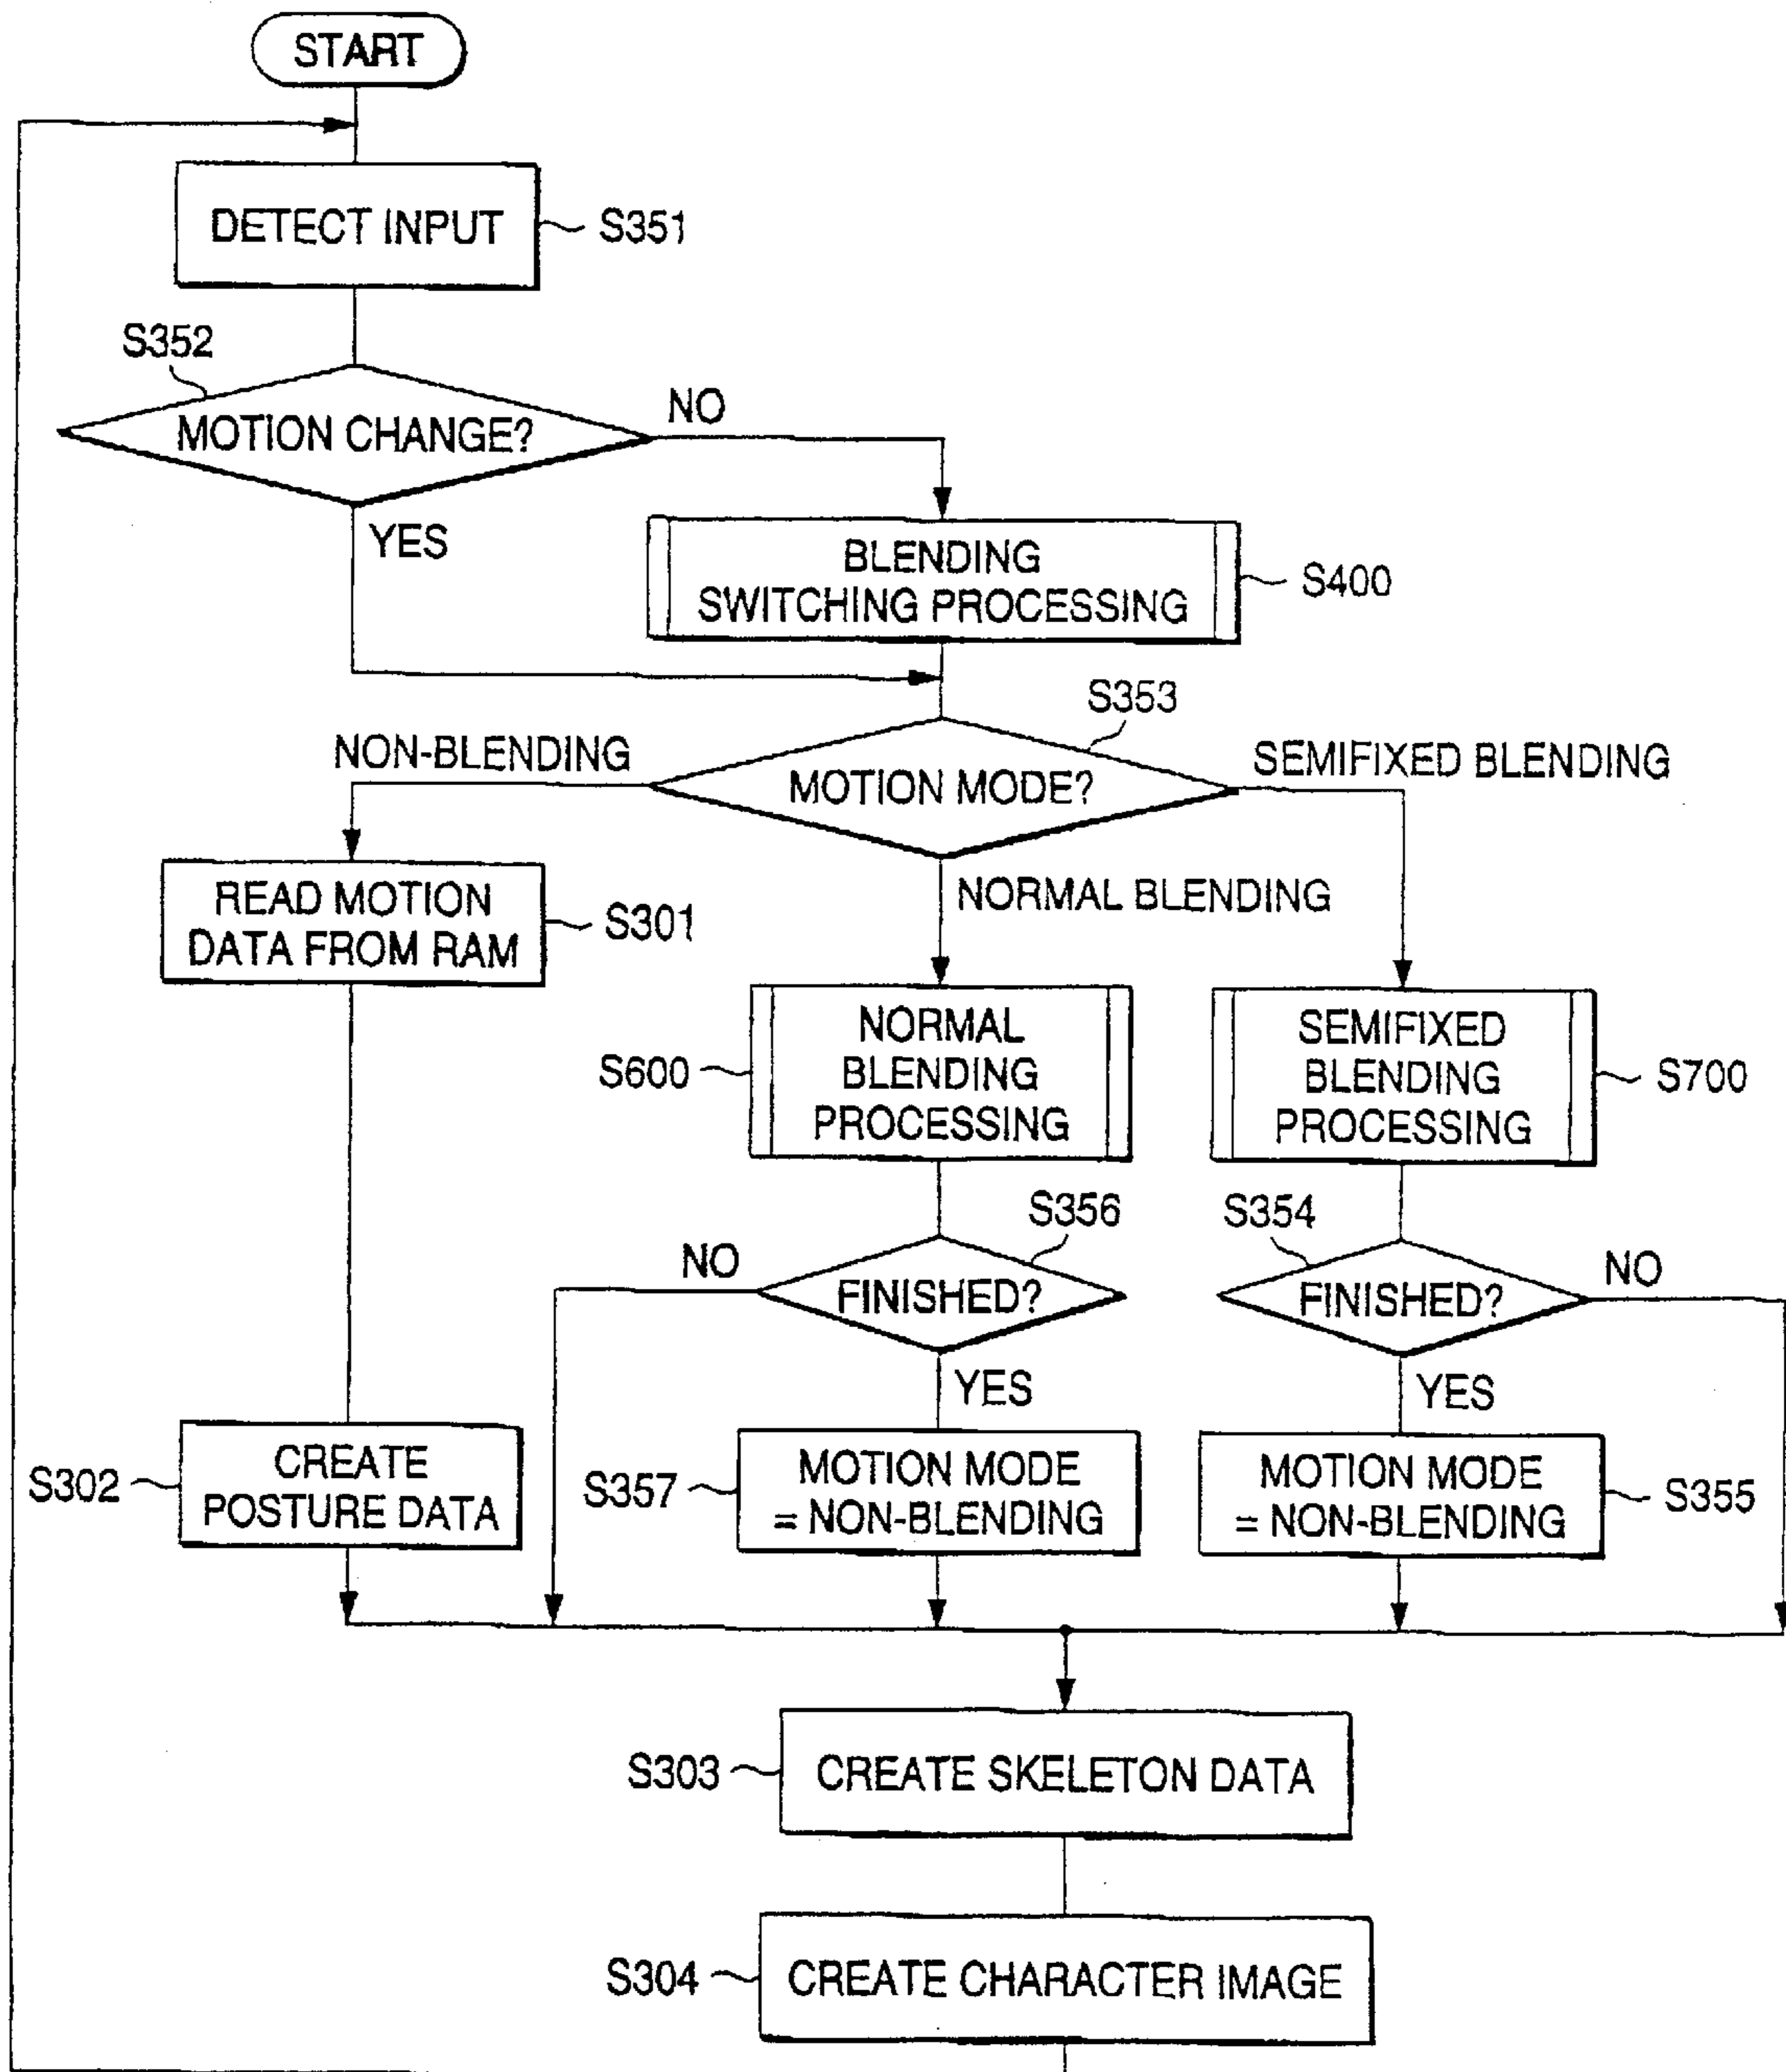 START
DETECT INPUT
S351
S352
MOTION CHANGE?
NO
YES
BLENDING
SWITCHING PROCESSING
S400
S353
NON-BLENDING
MOTION MODE?
SEMIFIXED BLENDING
NORMAL BLENDING
READ MOTION
DATA FROM RAM
S301
S600
NORMAL
BLENDING
PROCESSING
SEMIFIXED
BLENDING
PROCESSING
S700
S356
S354
NO
FINISHED?
FINISHED?
NO
YES
YES
S302
CREATE
POSTURE DATA
S357
MOTION MODE
= NON-BLENDING
MOTION MODE
= NON-BLENDING
S355
S303
CREATE SKELETON DATA
S304
CREATE CHARACTER IMAGE